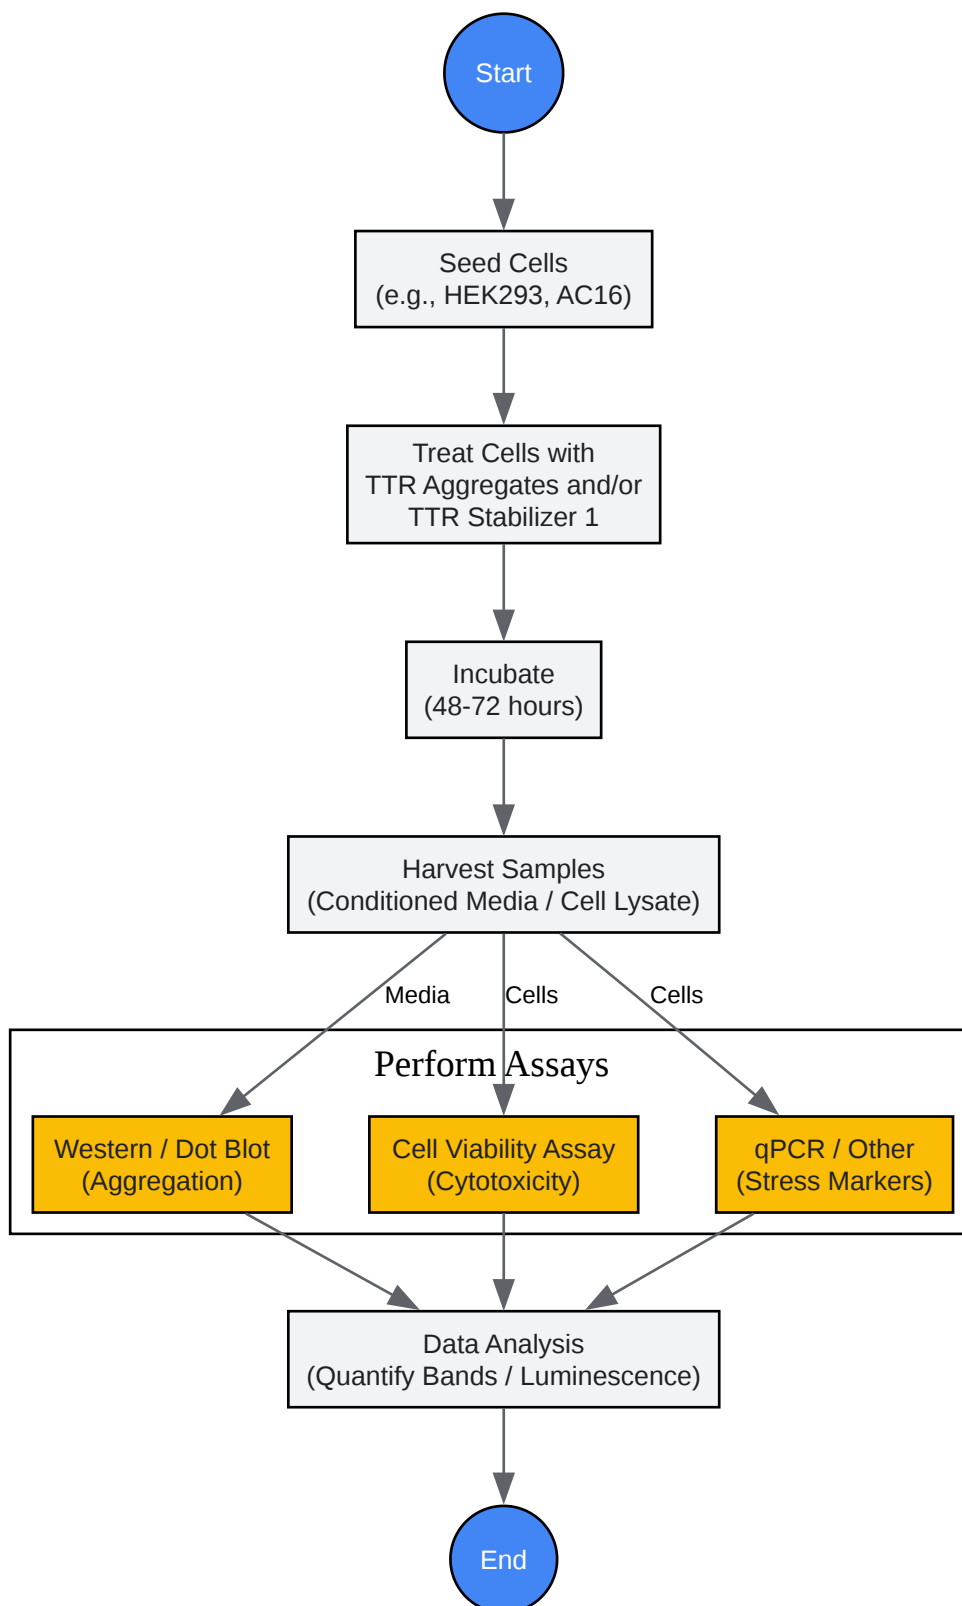 Start
Seed Cells
(e.g., HEK293, AC16)
Treat Cells with
TTR Aggregates and/or
TTR Stabilizer 1
Incubate
(48-72 hours)
Harvest Samples
(Conditioned Media / Cell Lysate)
Media
Cells
Cells
Perform Assays
Western / Dot Blot
(Aggregation)
Cell Viability Assay
(Cytotoxicity)
qPCR / Other
(Stress Markers)
Data Analysis
(Quantify Bands / Luminescence)
End